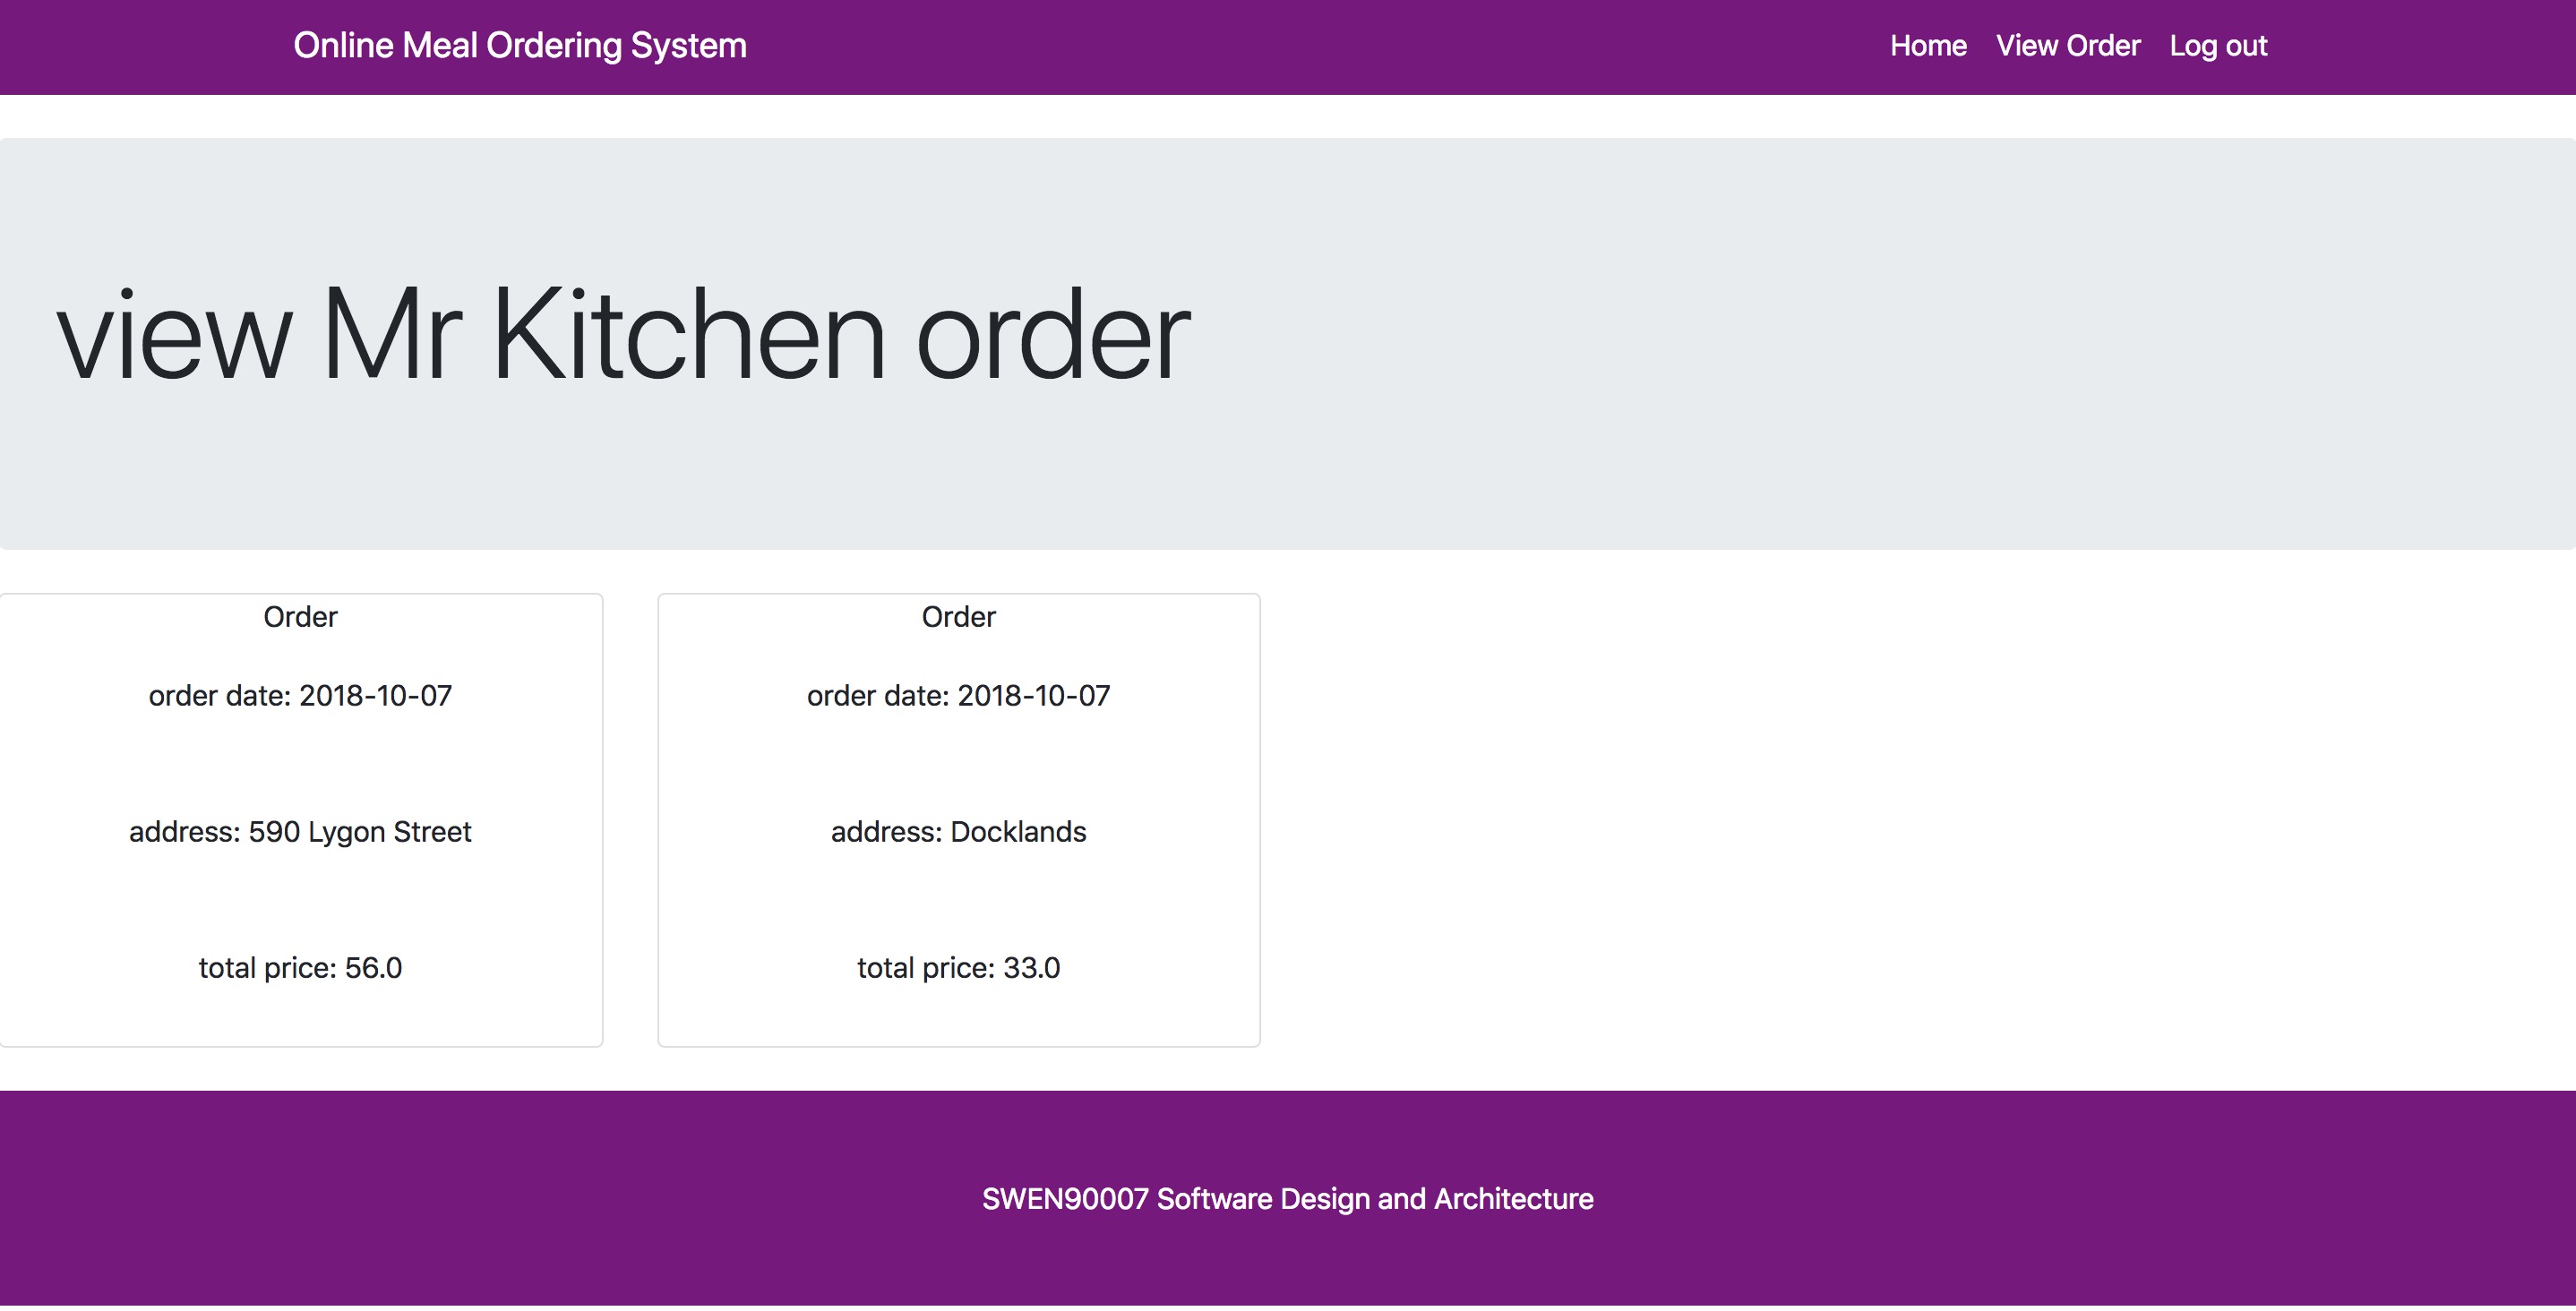 Online Meal Ordering System
Home View Order Log out
view Mr Kitchen order
Order
order date: 2018-10-07
address: 590 Lygon Street
total price: 56.0
Order
order date: 2018-10-07
address: Docklands
total price: 33.0
SWEN90007 Software Design and Architecture